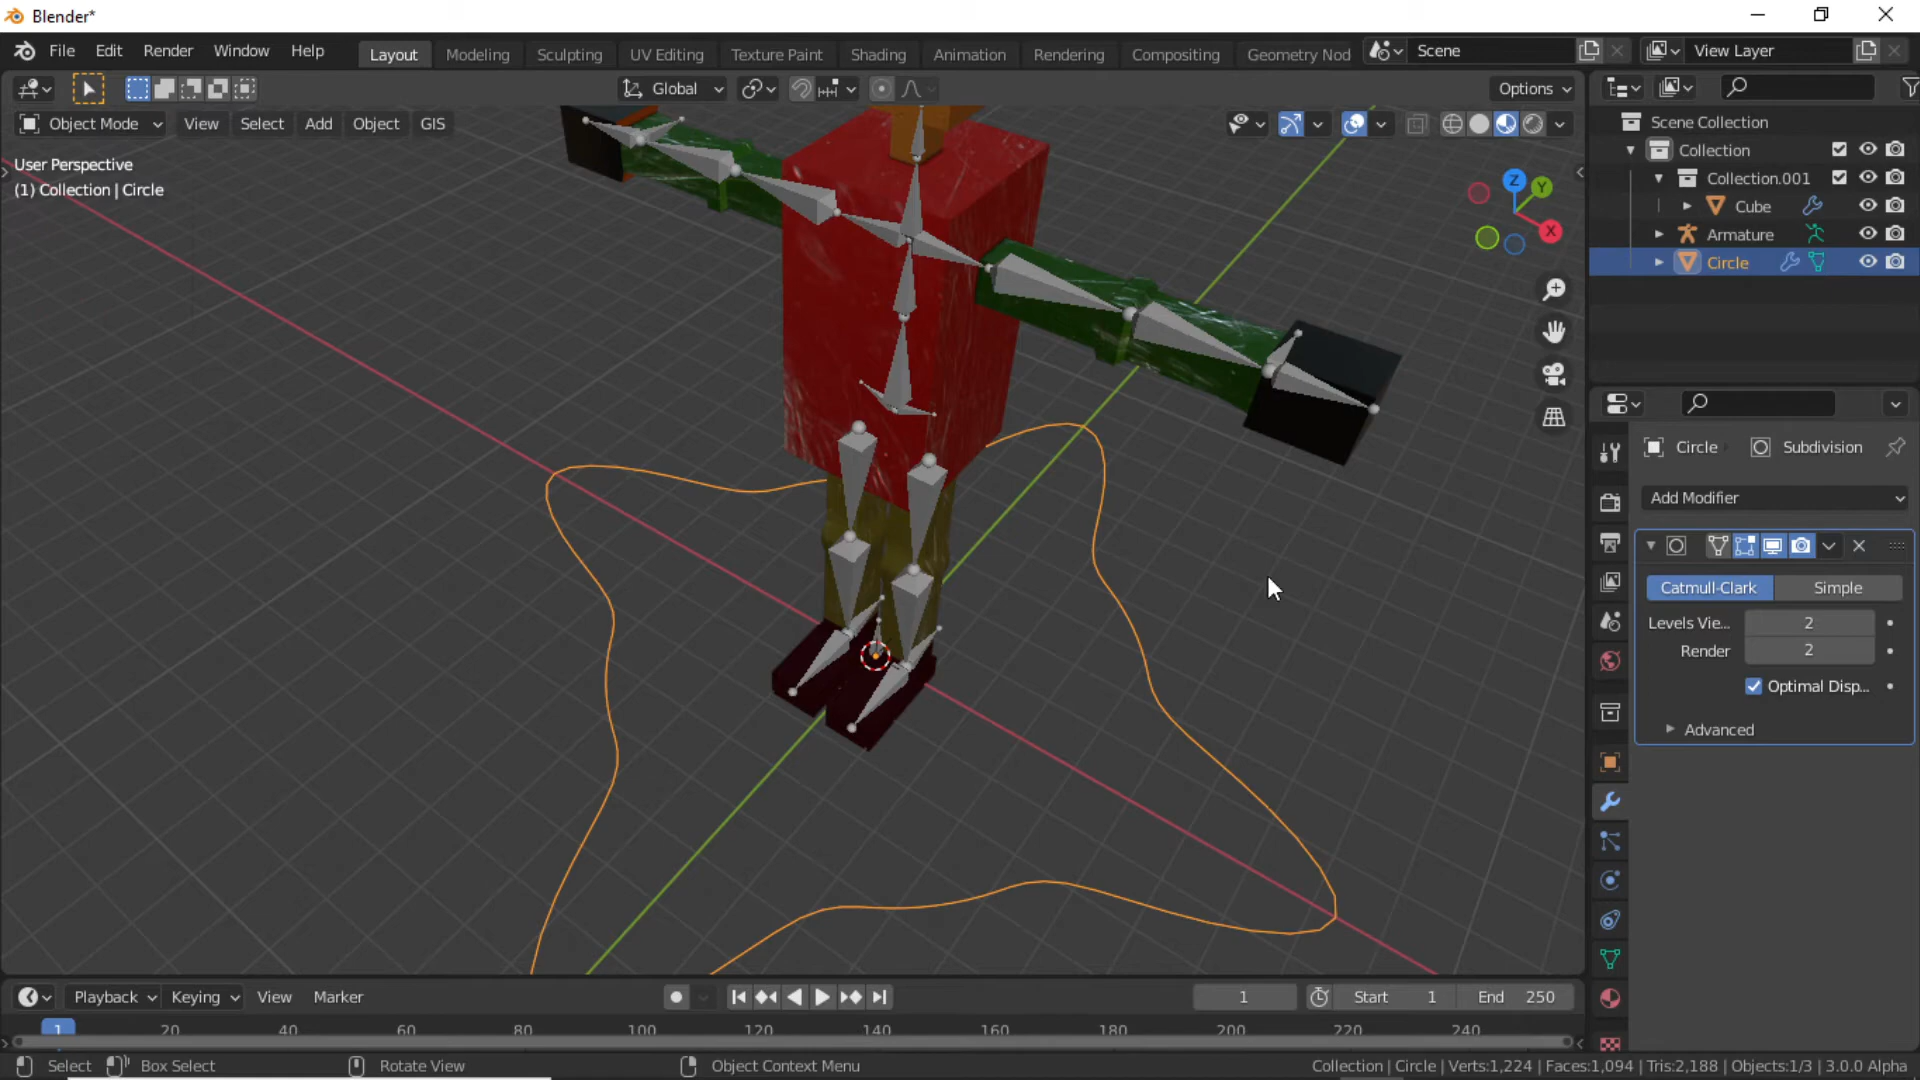 Blender*
File Edit Render Window Help Layout Modeling Sculpting UV Editing Texture Paint Shading Animation Rendering Compositing Geometry Nod Scene View Layer
Global Options
Object Mode View Select Add Object GIS
User Perspective
(1) Collection | Circle
Z Y X
Scene Collection
Collection
Collection.001
Cube
Armature
Circle
Circle Subdivision
Add Modifier
Catmull-Clark Simple
Levels Vie... 2
Render 2
Optimal Disp...
Advanced
Playback Keying View Marker 1 Start 1 End 250
1 20 40 60 80 100 120 140 160 180 200 220 240
Select Box Select Rotate View Object Context Menu Collection | Circle | Verts:1,224 | Faces:1,094 | Tris:2,188 | Objects:1/3 | 3.0.0 Alpha